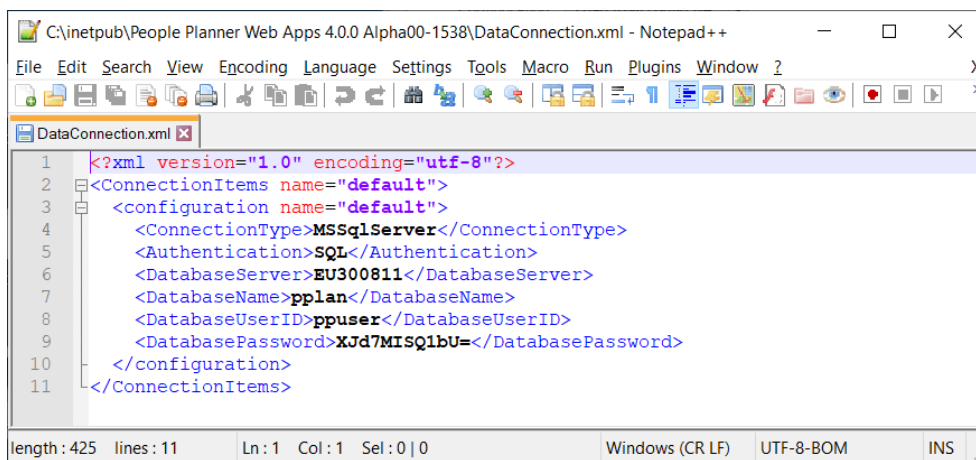 C:\inetpub\People Planner Web Apps 4.0.0 Alpha00-1538\DataConnection.xml - Notepad++
File Edit Search View Encoding Language Settings Tools Macro Run Plugins Window ? X
DataConnection.xml
1 <?xml version="1.0" encoding="utf-8"?>
2 <ConnectionItems name="default">
3 <configuration name="default">
4 <ConnectionType>MSSqlServer</ConnectionType>
5 <Authentication>SQL</Authentication>
6 <DatabaseServer>EU300811</DatabaseServer>
7 <DatabaseName>pplan</DatabaseName>
8 <DatabaseUserID>ppuser</DatabaseUserID>
9 <DatabasePassword>XJd7MISQ1bU=</DatabasePassword>
10 </configuration>
11 </ConnectionItems>
length : 425 lines : 11 Ln : 1 Col : 1 Sel : 0 | 0 Windows (CR LF) UTF-8-BOM INS